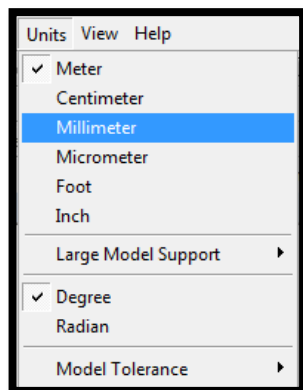 Units View Help
Meter
Centimeter
Millimeter
Micrometer
Foot
Inch
Large Model Support
Degree
Radian
Model Tolerance